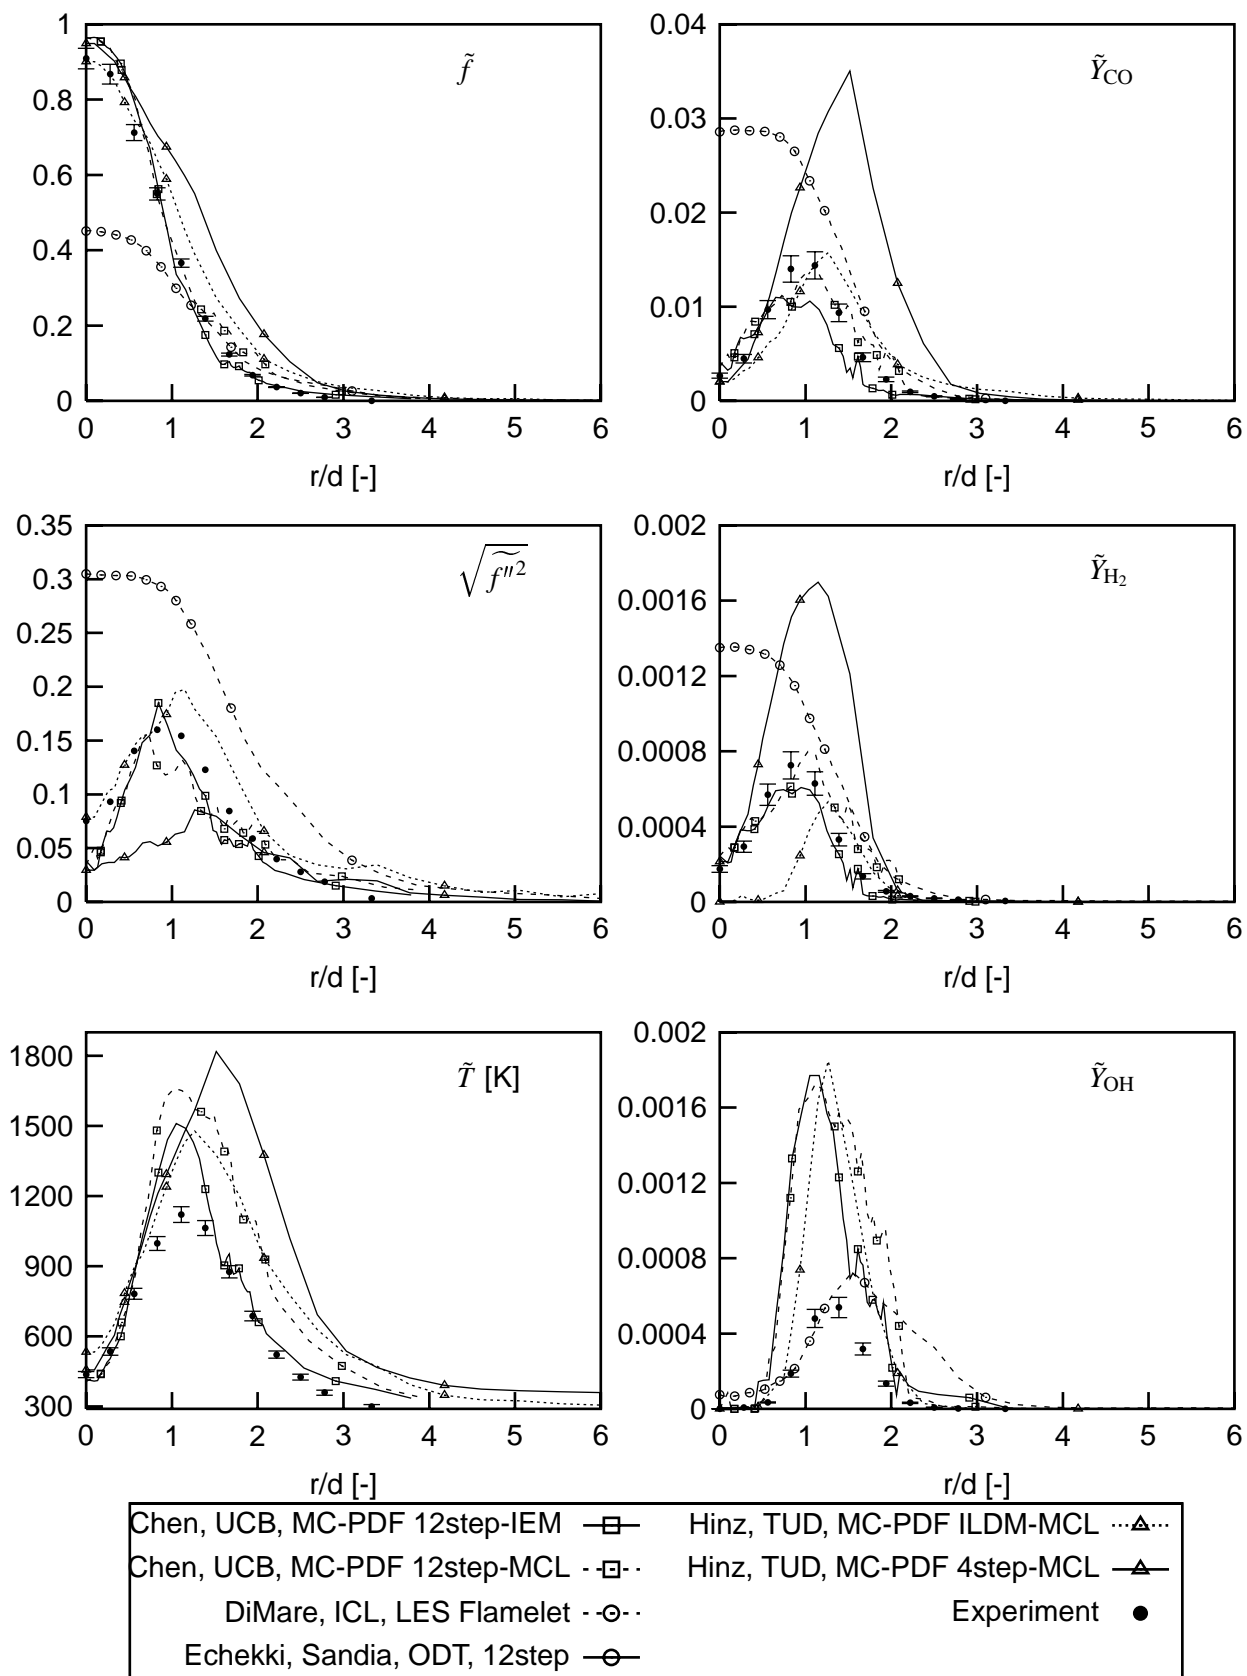 1
0.8
0.6
0.4
0.2
0
0 1 2 3 4 5 6
r/d [-]
f̃
0.04
0.03
0.02
0.01
0
0 1 2 3 4 5 6
r/d [-]
Ỹ_CO
0.35
0.3
0.25
0.2
0.15
0.1
0.05
0
0 1 2 3 4 5 6
r/d [-]
√f''²
0.002
0.0016
0.0012
0.0008
0.0004
0
0 1 2 3 4 5 6
r/d [-]
Ỹ_H₂
1800
1500
1200
900
600
300
0 1 2 3 4 5 6
r/d [-]
T̃ [K]
0.002
0.0016
0.0012
0.0008
0.0004
0
0 1 2 3 4 5 6
r/d [-]
Ỹ_OH
Chen, UCB, MC-PDF 12step-IEM
Chen, UCB, MC-PDF 12step-MCL
DiMare, ICL, LES Flamelet
Echekki, Sandia, ODT, 12step
Hinz, TUD, MC-PDF ILDM-MCL
Hinz, TUD, MC-PDF 4step-MCL
Experiment